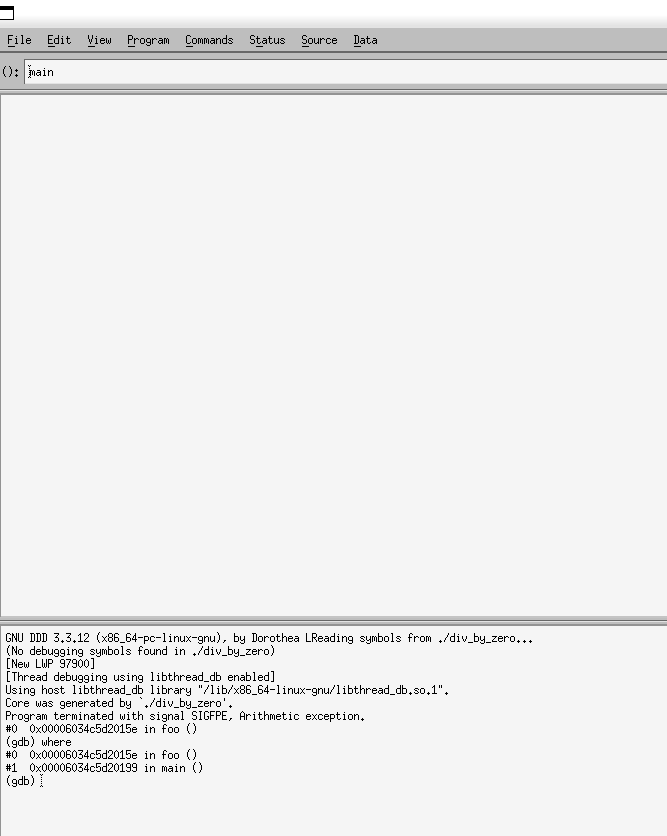 File Edit View Program Commands Status Source Data
(): main
GNU DDD 3.3.12 (x86_64-pc-linux-gnu), by Dorothea LReading symbols from ./div_by_zero...
(No debugging symbols found in ./div_by_zero)
[New LWP 97900]
[Thread debugging using libthread_db enabled]
Using host libthread_db library "/lib/x86_64-linux-gnu/libthread_db.so.1".
Core was generated by `./div_by_zero'.
Program terminated with signal SIGFPE, Arithmetic exception.
#0  0x00006034c5d2015e in foo ()
(gdb) where
#0  0x00006034c5d2015e in foo ()
#1  0x00006034c5d20199 in main ()
(gdb)